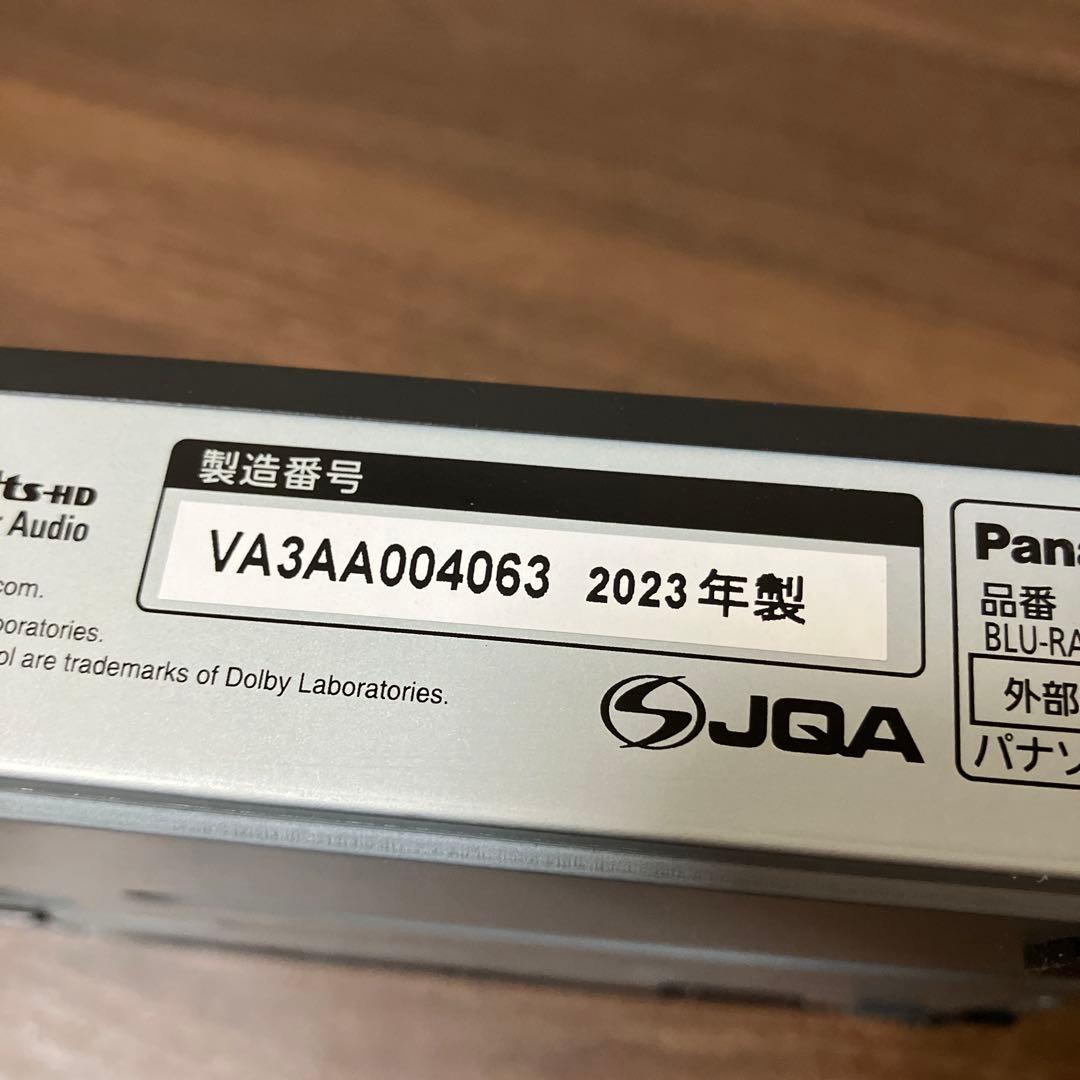 dts-HD
Audio
製造番号
VA3AA004063 2023年製
.com.
Laboratories.
are trademarks of Dolby Laboratories.
JQA
Pana
品番
BLU-RA
外部
パナソ